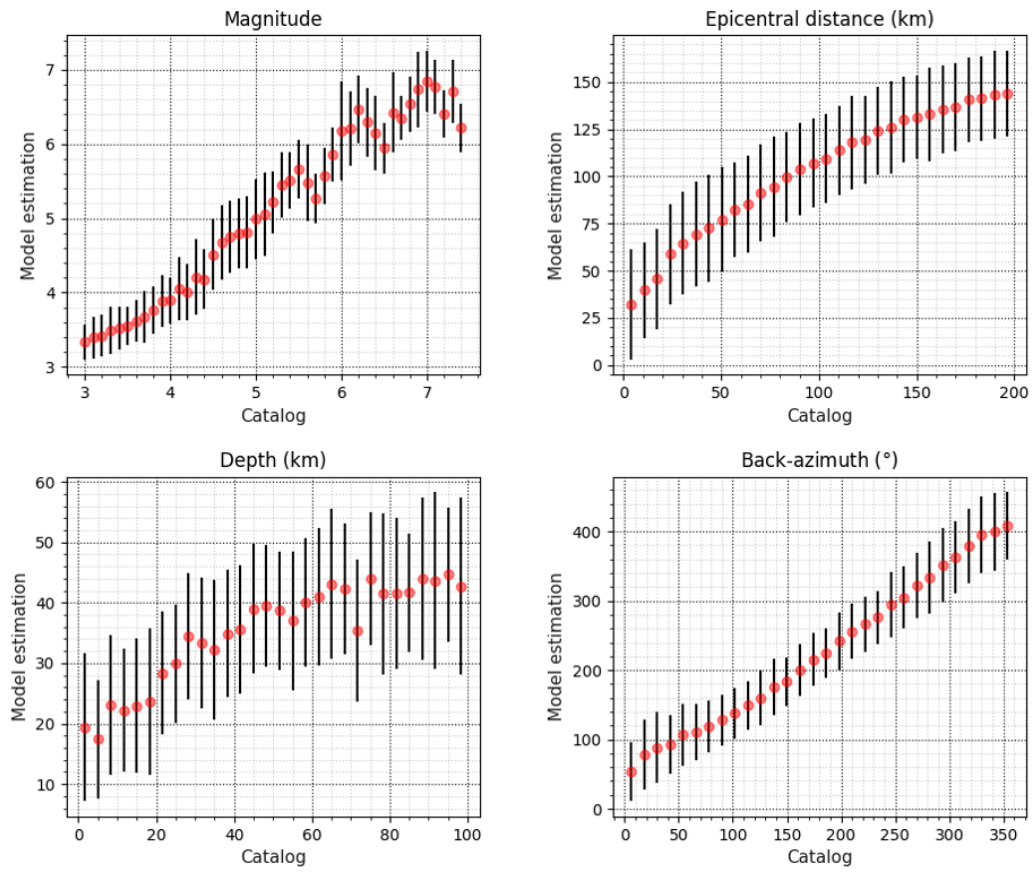 Magnitude
Model estimation
7
6
5
4
3
3 4 5 6 7
Catalog
Epicentral distance (km)
Model estimation
150
125
100
75
50
25
0
0 50 100 150 200
Catalog
Depth (km)
Model estimation
60
50
40
30
20
10
0 20 40 60 80 100
Catalog
Back-azimuth (°)
Model estimation
400
300
200
100
0
0 50 100 150 200 250 300 350
Catalog